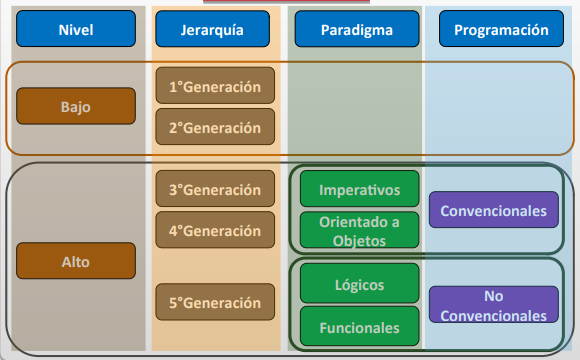 Nivel
Jerarquía
Paradigma
Programación
Bajo
1°Generación
2°Generación
Alto
3°Generación
4°Generación
5°Generación
Imperativos
Orientado a
Objetos
Convencionales
Lógicos
Funcionales
No
Convencionales